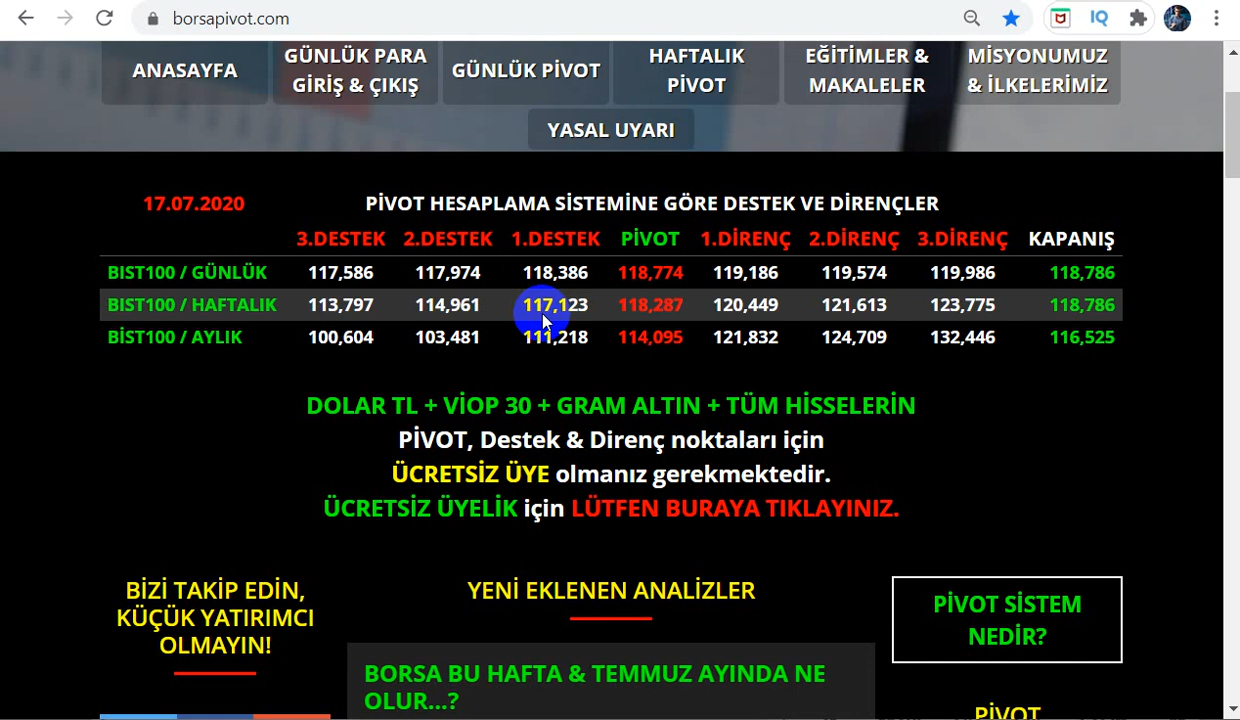 borsapivot.com
ANASAYFA
GÜNLÜK PARA
GİRİŞ & ÇIKIŞ
GÜNLÜK PİVOT
HAFTALIK
PİVOT
EĞİTİMLER &
MAKALELER
MİSYONUMUZ
& İLKELERİMİZ
YASAL UYARI
17.07.2020 PİVOT HESAPLAMA SİSTEMİNE GÖRE DESTEK VE DİRENÇLER
3.DESTEK 2.DESTEK 1.DESTEK PİVOT 1.DİRENÇ 2.DİRENÇ 3.DİRENÇ KAPANIŞ
BIST100 / GÜNLÜK 117,586 117,974 118,386 118,774 119,186 119,574 119,986 118,786
BIST100 / HAFTALIK 113,797 114,961 117,123 118,287 120,449 121,613 123,775 118,786
BİST100 / AYLIK 100,604 103,481 111,218 114,095 121,832 124,709 132,446 116,525
DOLAR TL + VİOP 30 + GRAM ALTIN + TÜM HİSSELERİN
PİVOT, Destek & Direnç noktaları için
ÜCRETSİZ ÜYE olmanız gerekmektedir.
ÜCRETSİZ ÜYELİK için LÜTFEN BURAYA TIKLAYINIZ.
BİZİ TAKİP EDİN,
KÜÇÜK YATIRIMCI
OLMAYIN!
YENİ EKLENEN ANALİZLER
BORSA BU HAFTA & TEMMUZ AYINDA NE
OLUR...?
PİVOT SİSTEM
NEDİR?
PİVOT
IQ